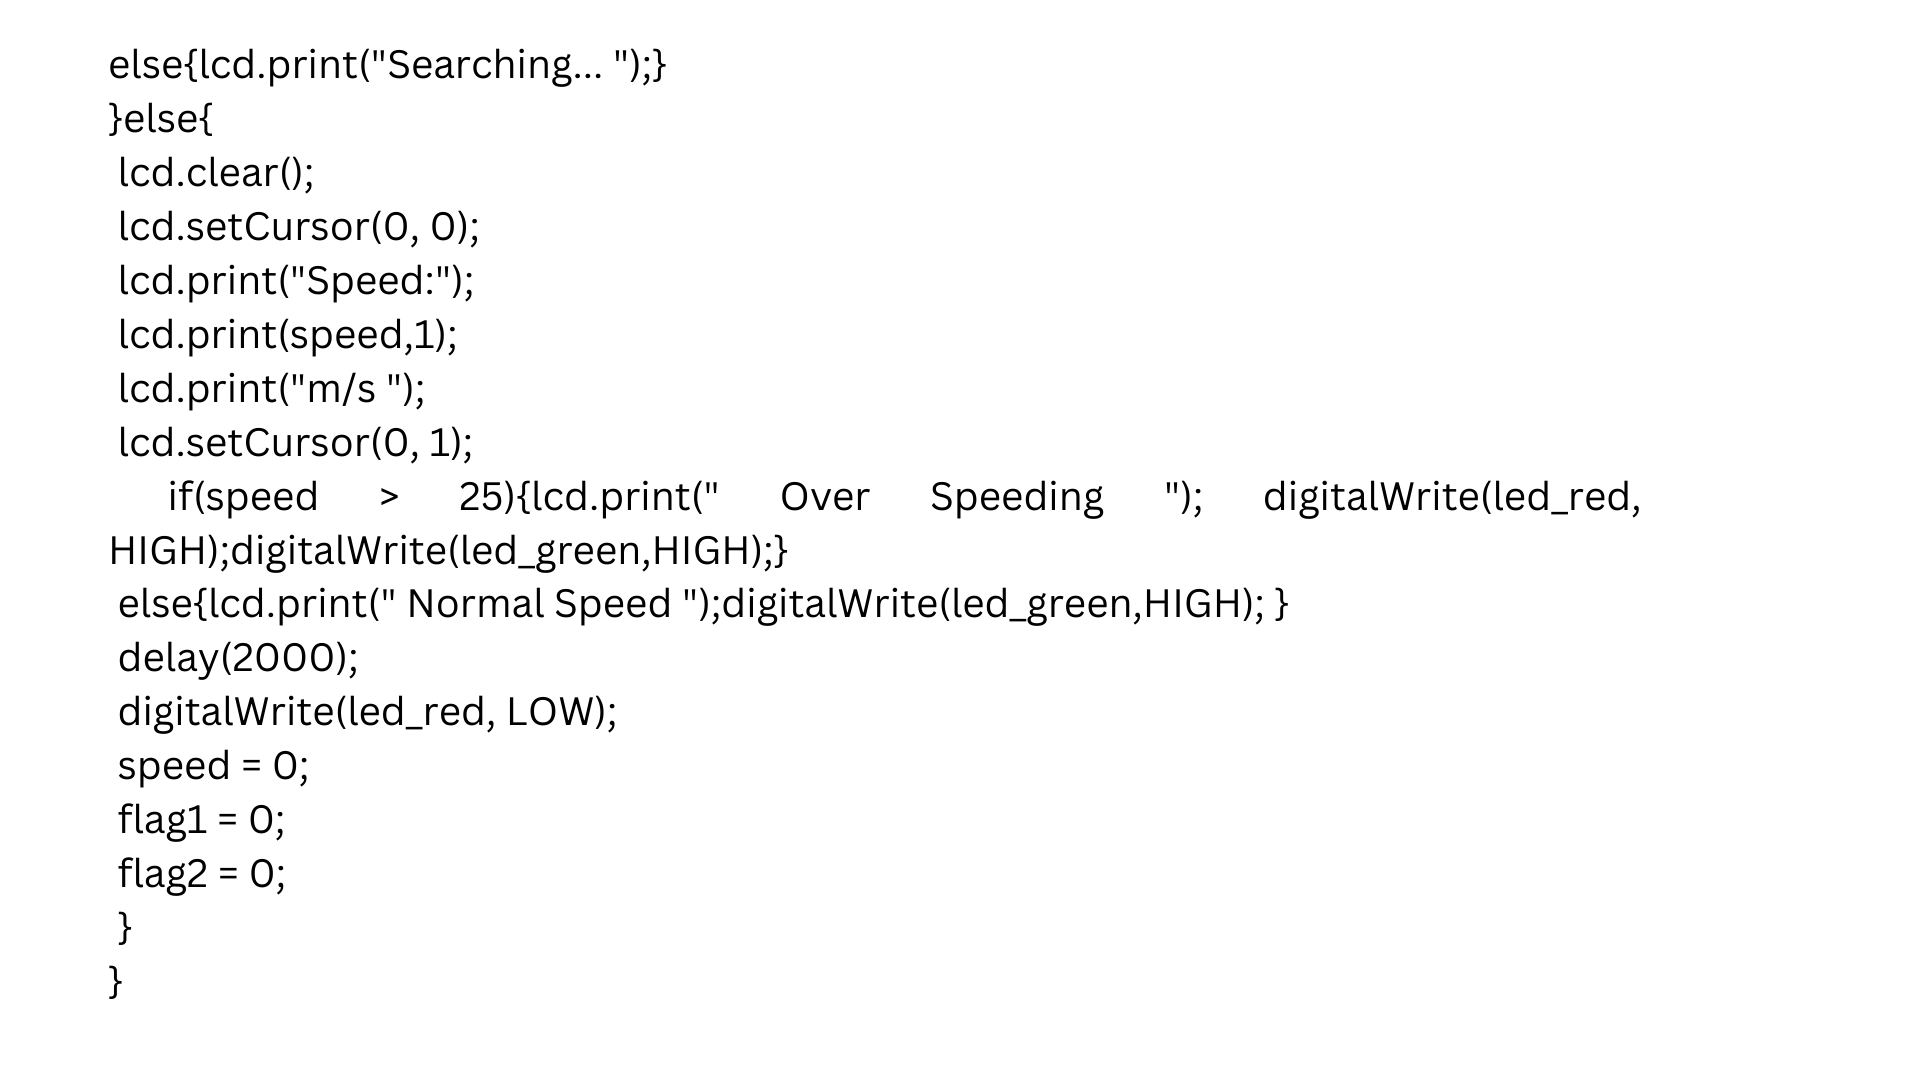 else{lcd.print("Searching... ");}
}else{
lcd.clear();
lcd.setCursor(0, 0);
lcd.print("Speed:");
lcd.print(speed,1);
lcd.print("m/s ");
lcd.setCursor(0, 1);
if(speed > 25){lcd.print(" Over Speeding "); digitalWrite(led_red,
HIGH);digitalWrite(led_green,HIGH);}
else{lcd.print(" Normal Speed ");digitalWrite(led_green,HIGH); }
delay(2000);
digitalWrite(led_red, LOW);
speed = 0;
flag1 = 0;
flag2 = 0;
}
}